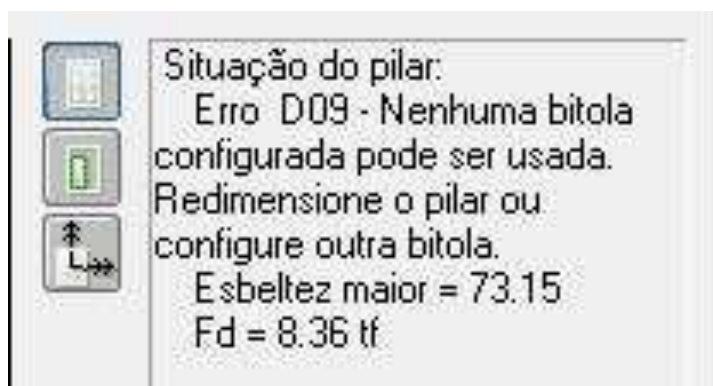 Situação do pilar:
Erro D09 - Nenhuma bitola
configurada pode ser usada.
Redimensione o pilar ou
configure outra bitola.
Esbeltez maior = 73.15
Fd = 8.36 tf